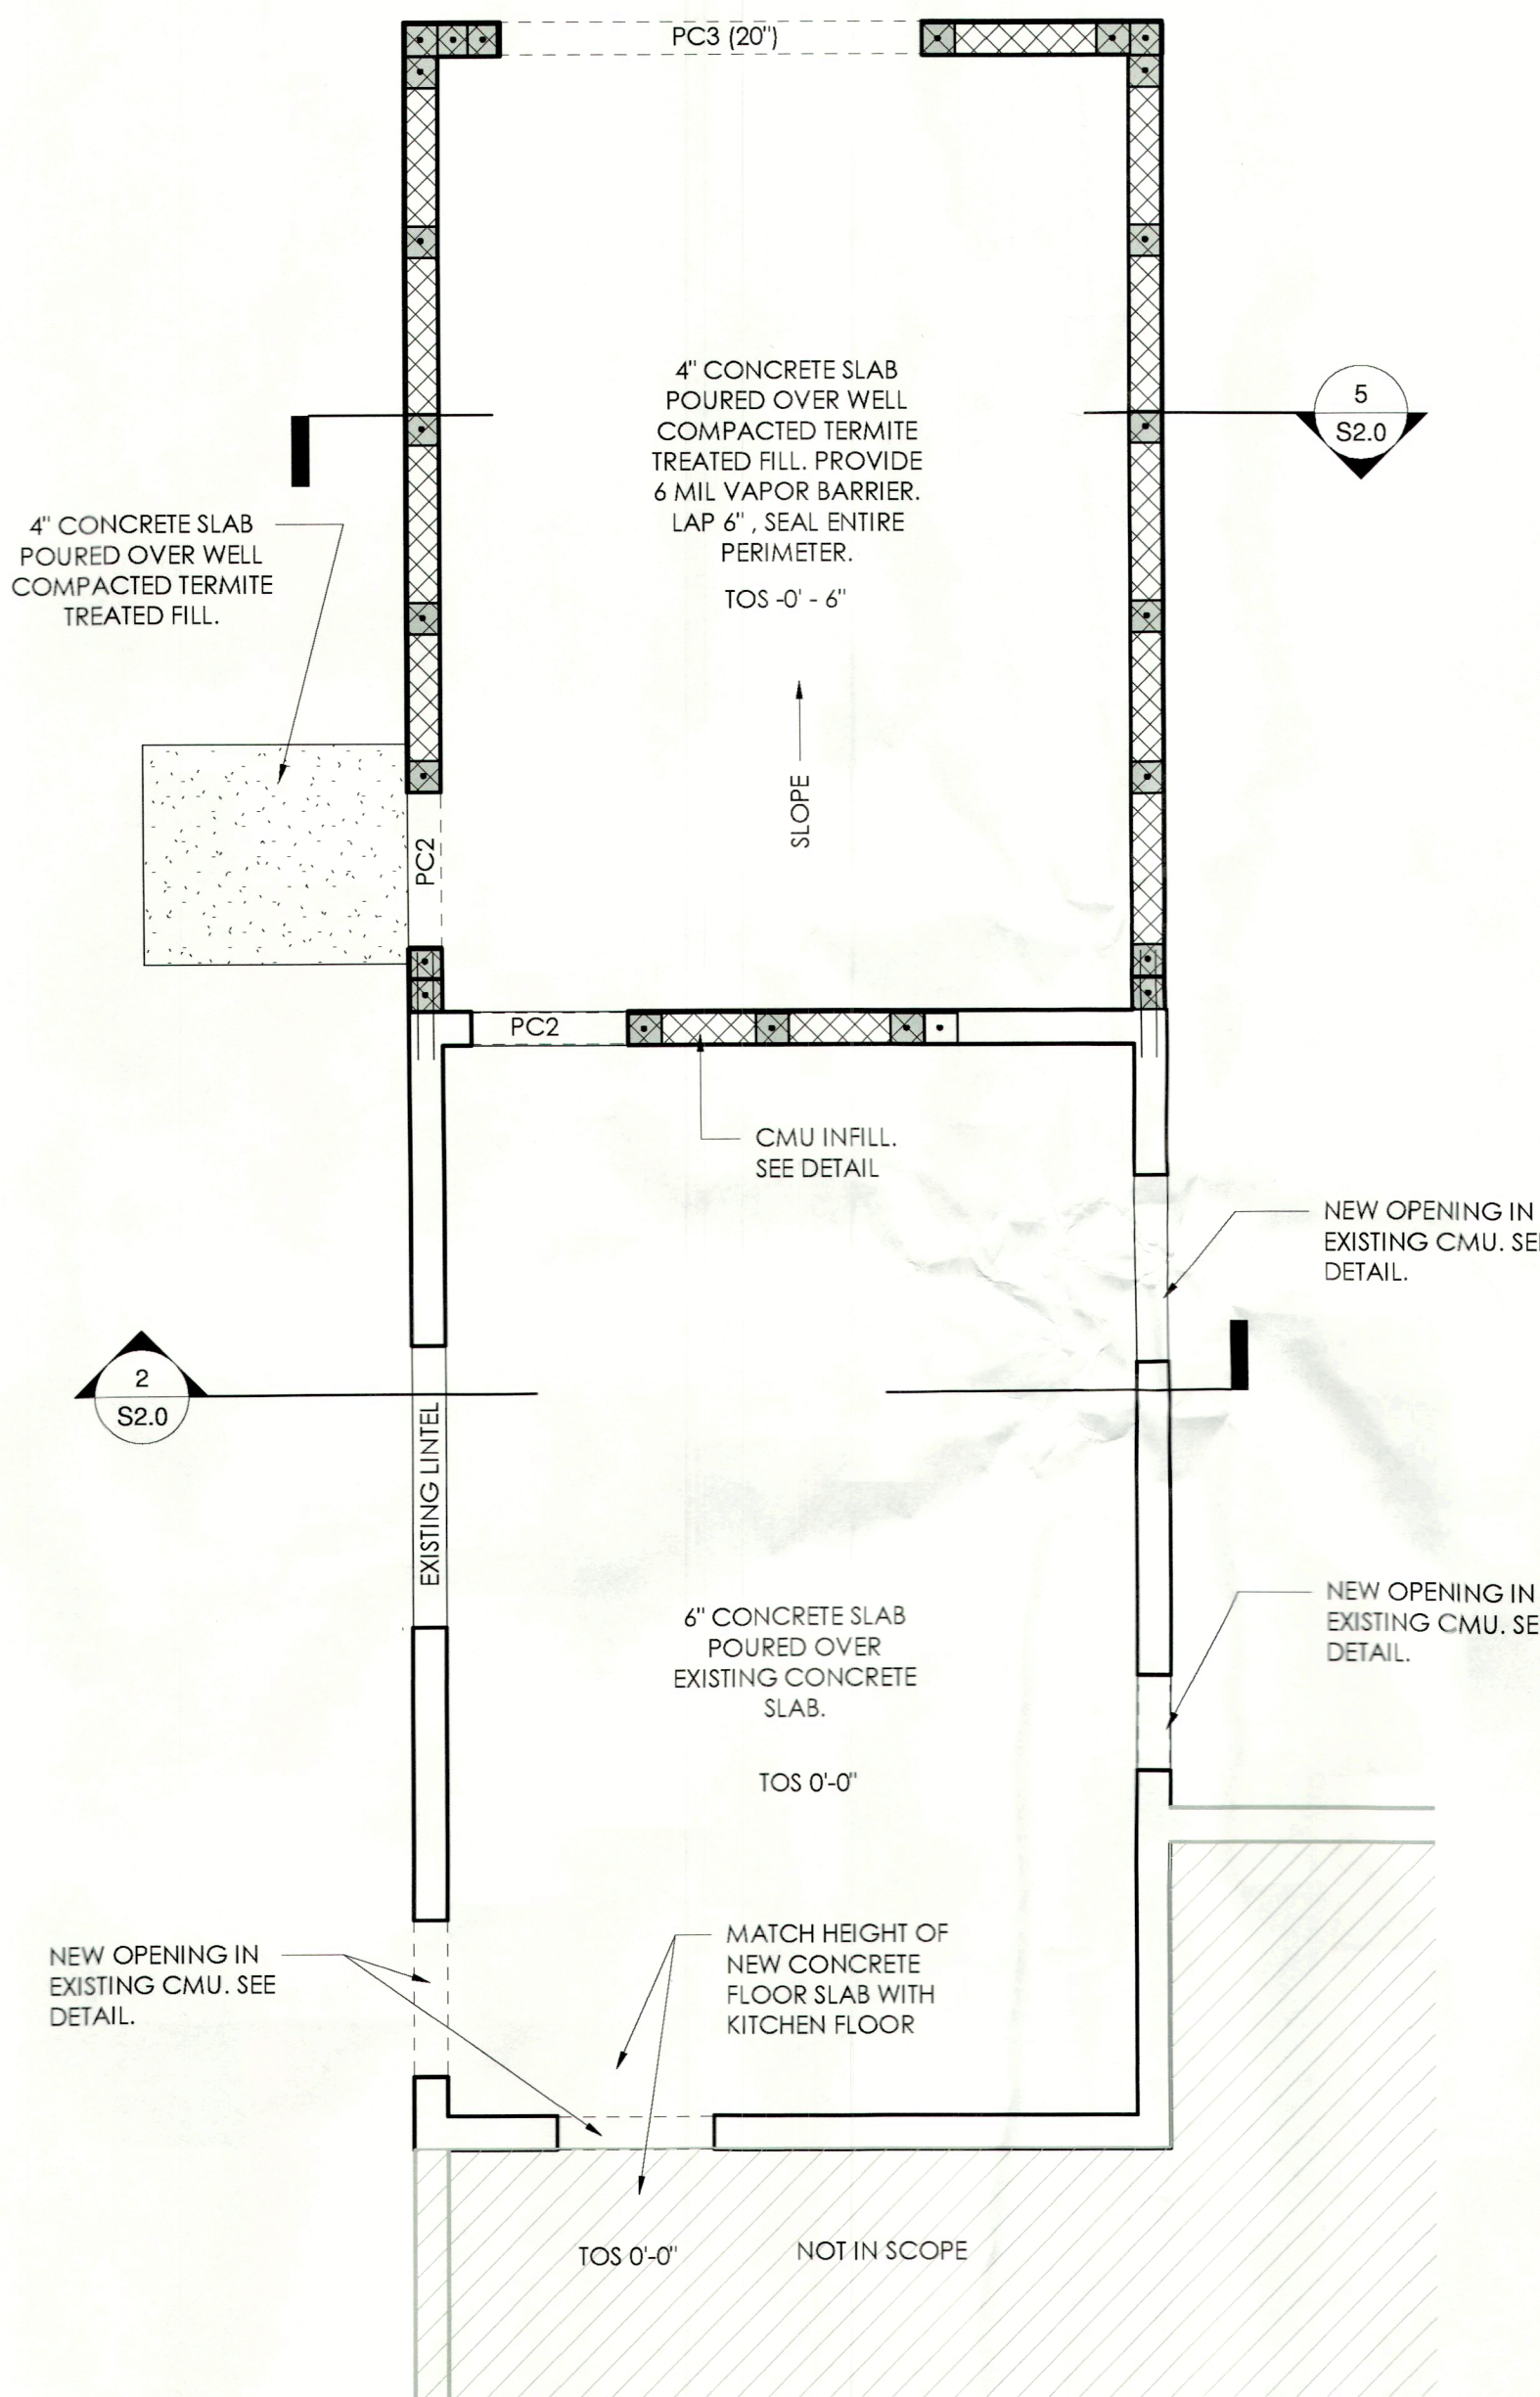 PC3 (20")
4" CONCRETE SLAB
POURED OVER WELL
COMPACTED TERMITE
TREATED FILL. PROVIDE
6 MIL VAPOR BARRIER.
LAP 6" , SEAL ENTIRE
PERIMETER.
TOS -0' - 6"
5
S2.0
4" CONCRETE SLAB
POURED OVER WELL
COMPACTED TERMITE
TREATED FILL.
SLOPE
PC2
PC2
CMU INFILL.
SEE DETAIL
NEW OPENING IN
EXISTING CMU. SE
DETAIL.
2
S2.0
EXISTING LINTEL
6" CONCRETE SLAB
POURED OVER
EXISTING CONCRETE
SLAB.
TOS 0'-0"
NEW OPENING IN
EXISTING CMU. SE
DETAIL.
NEW OPENING IN
EXISTING CMU. SEE
DETAIL.
MATCH HEIGHT OF
NEW CONCRETE
FLOOR SLAB WITH
KITCHEN FLOOR
TOS 0'-0"
NOT IN SCOPE